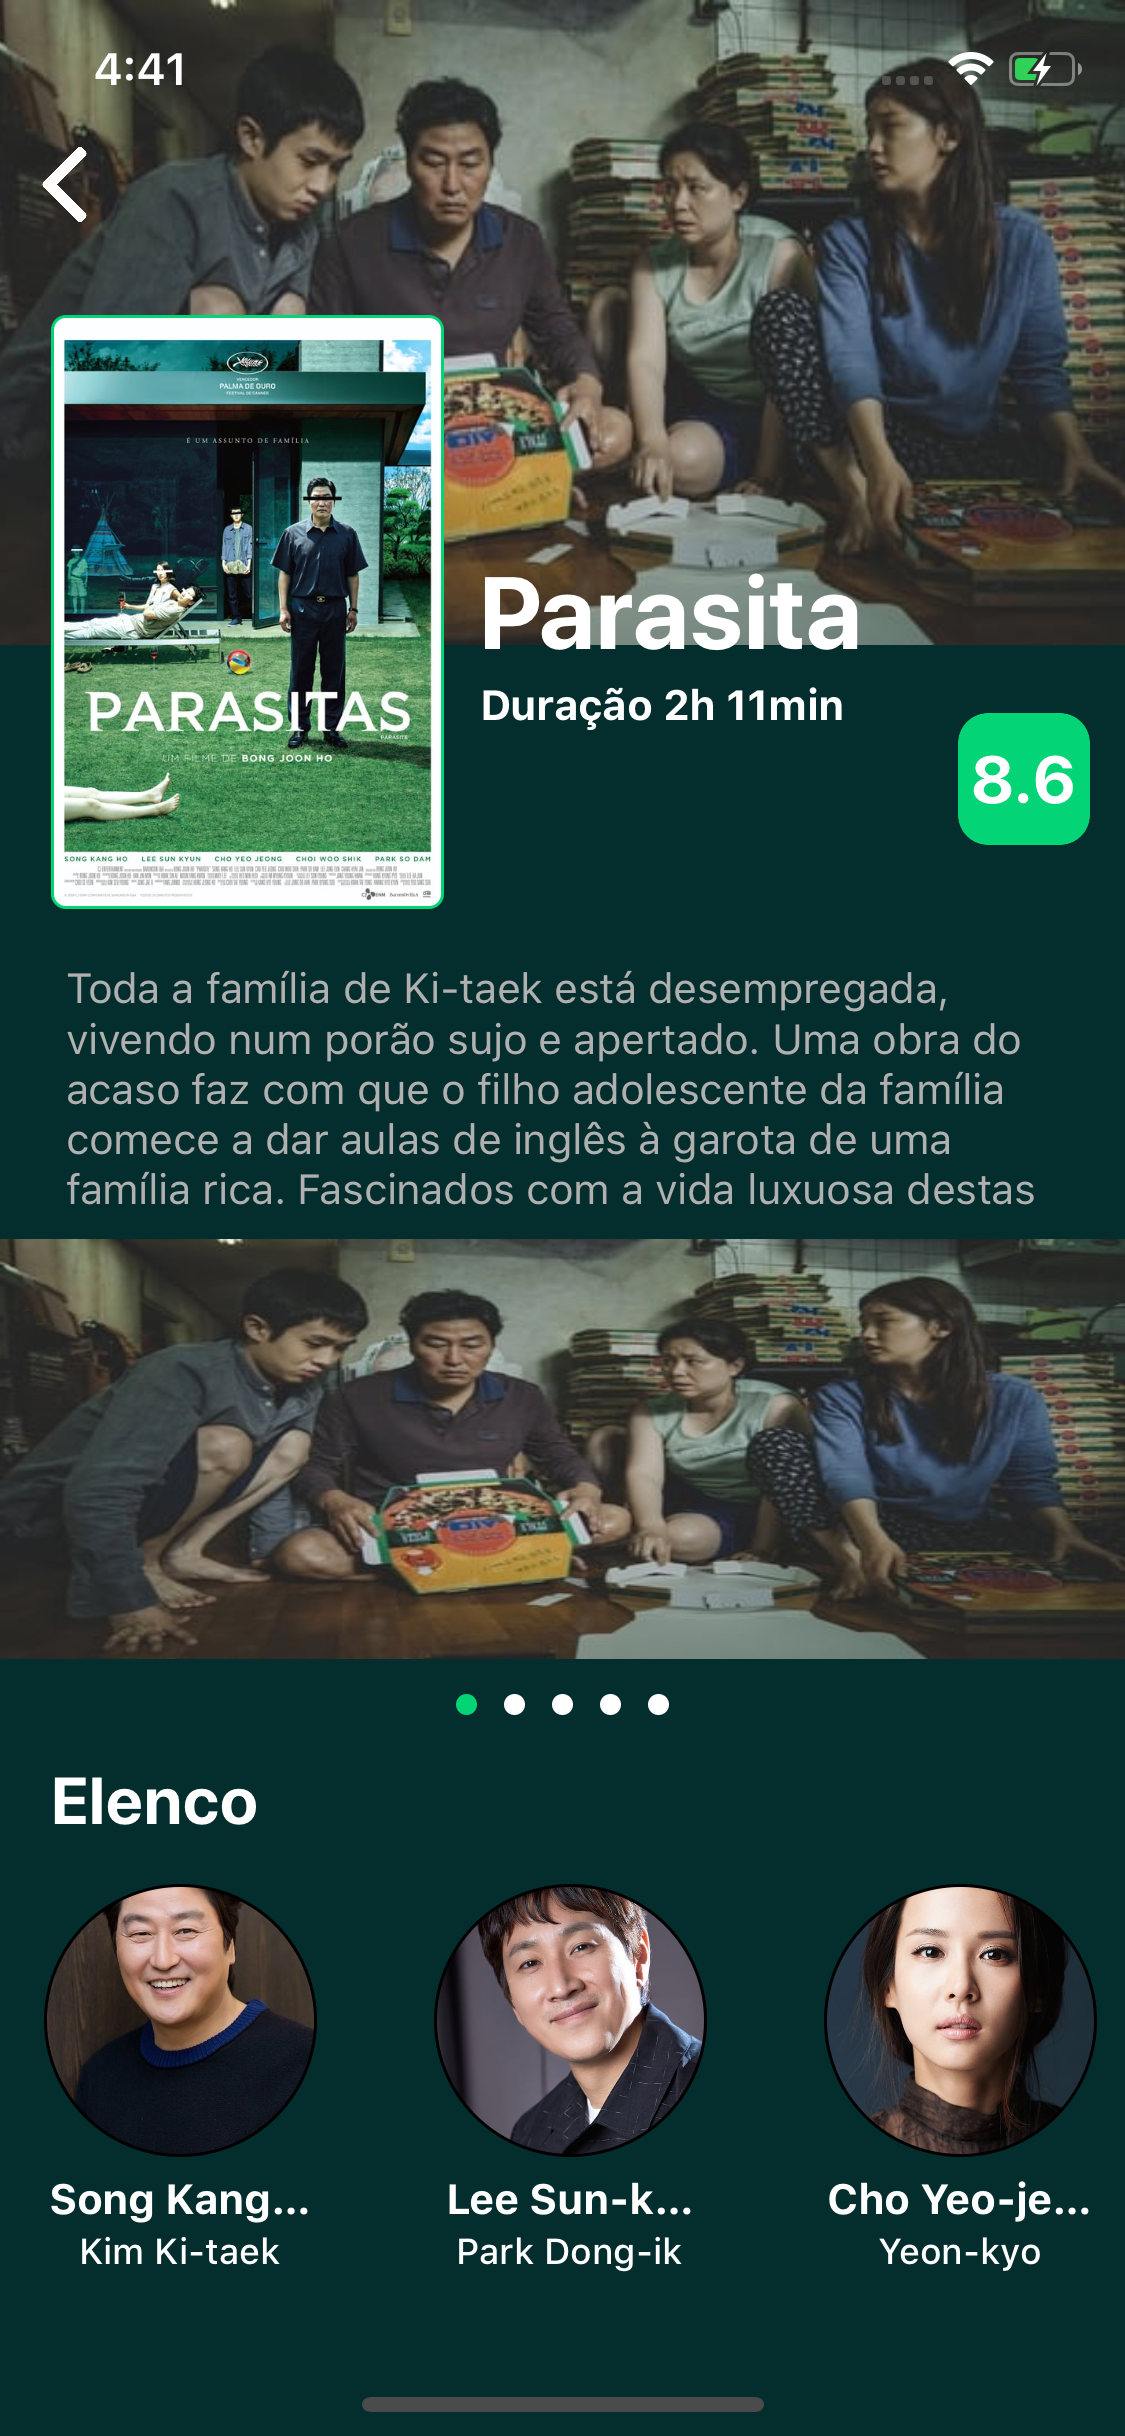 4:41
VENCEDOR
PALMA DE OURO
FESTIVAL DE CANNES
É UM ASSUNTO DE FAMÍLIA
PARASITAS
PARASITE
UM FILME DE BONG JOON HO
SONG KANG HO LEE SUN KYUN CHO YEO JEONG CHOI WOO SHIK PARK SO DAM
Parasita
Duração 2h 11min
8.6
Toda a família de Ki-taek está desempregada,
vivendo num porão sujo e apertado. Uma obra do
acaso faz com que o filho adolescente da família
comece a dar aulas de inglês à garota de uma
família rica. Fascinados com a vida luxuosa destas
Elenco
Song Kang...
Kim Ki-taek
Lee Sun-k...
Park Dong-ik
Cho Yeo-je...
Yeon-kyo